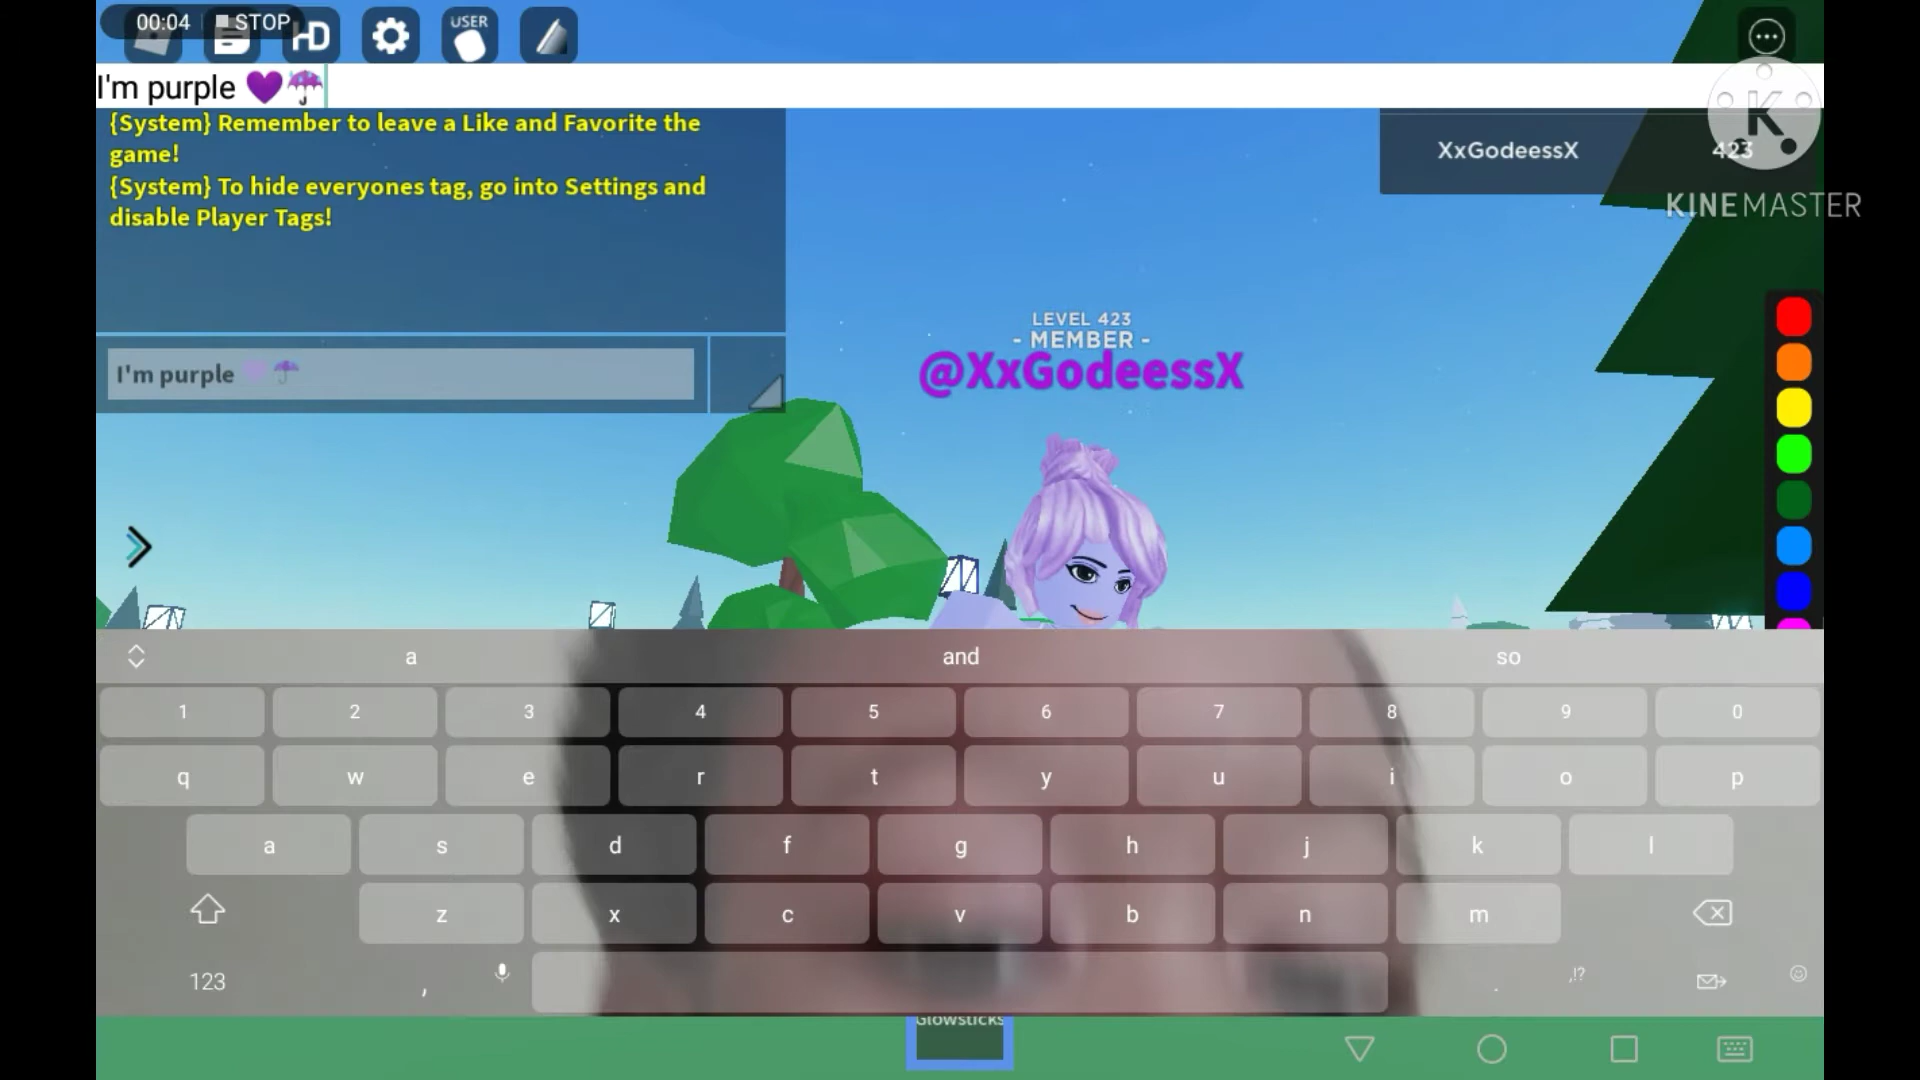 00:04 STOP
HD
USER
I'm purple 💜☔
{System} Remember to leave a Like and Favorite the
game!
{System} To hide everyones tag, go into Settings and
disable Player Tags!
I'm purple 💜☔
XxGodeessX 423
K
KINEMASTER
LEVEL 423
- MEMBER -
@XxGodeessX
a and so
1 2 3 4 5 6 7 8 9 0
q w e r t y u i o p
a s d f g h j k l
z x c v b n m
123 , . ,!?
Glowsticks